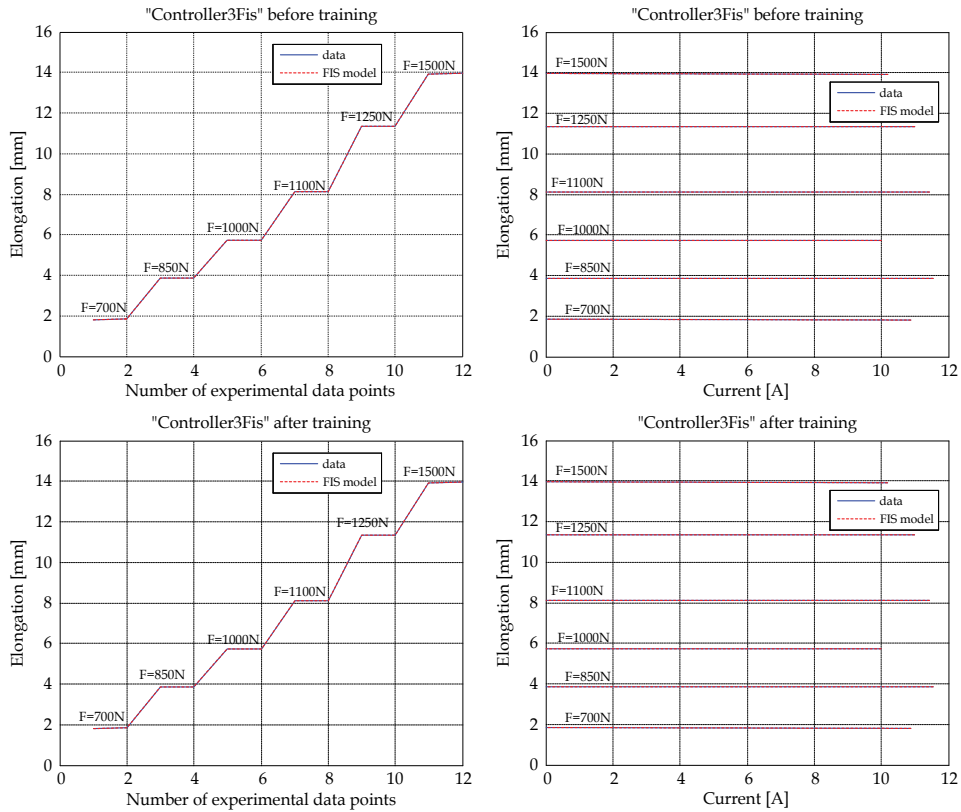 "Controller3Fis" before training
16
14
12
10
8
6
4
2
0
Elongation [mm]
data
FIS model
F=1500N
F=1250N
F=1100N
F=1000N
F=850N
F=700N
0 2 4 6 8 10 12
Number of experimental data points
"Controller3Fis" before training
16
14
12
10
8
6
4
2
0
Elongation [mm]
data
FIS model
F=1500N
F=1250N
F=1100N
F=1000N
F=850N
F=700N
0 2 4 6 8 10 12
Current [A]
"Controller3Fis" after training
16
14
12
10
8
6
4
2
0
Elongation [mm]
data
FIS model
F=1500N
F=1250N
F=1100N
F=1000N
F=850N
F=700N
0 2 4 6 8 10 12
Number of experimental data points
"Controller3Fis" after training
16
14
12
10
8
6
4
2
0
Elongation [mm]
data
FIS model
F=1500N
F=1250N
F=1100N
F=1000N
F=850N
F=700N
0 2 4 6 8 10 12
Current [A]